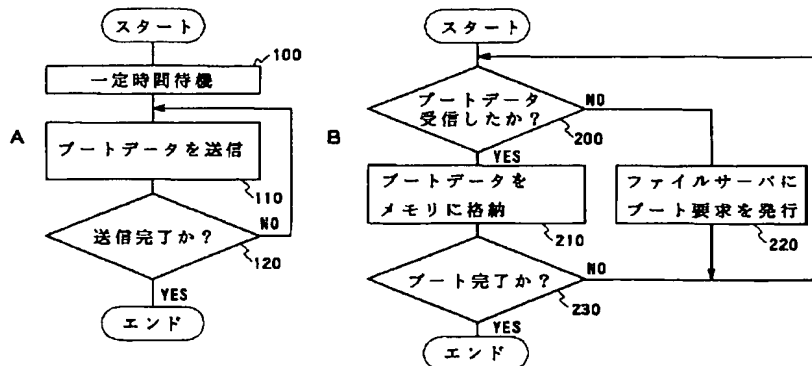 A
スタート
100
一定時間待機
ブートデータを送信
110
送信完了か?
NO
120
YES
エンド
B
スタート
ブートデータ
受信したか?
NO
200
YES
ブートデータを
メモリに格納
210
ファイルサーバに
ブート要求を発行
220
ブート完了か?
NO
230
YES
エンド